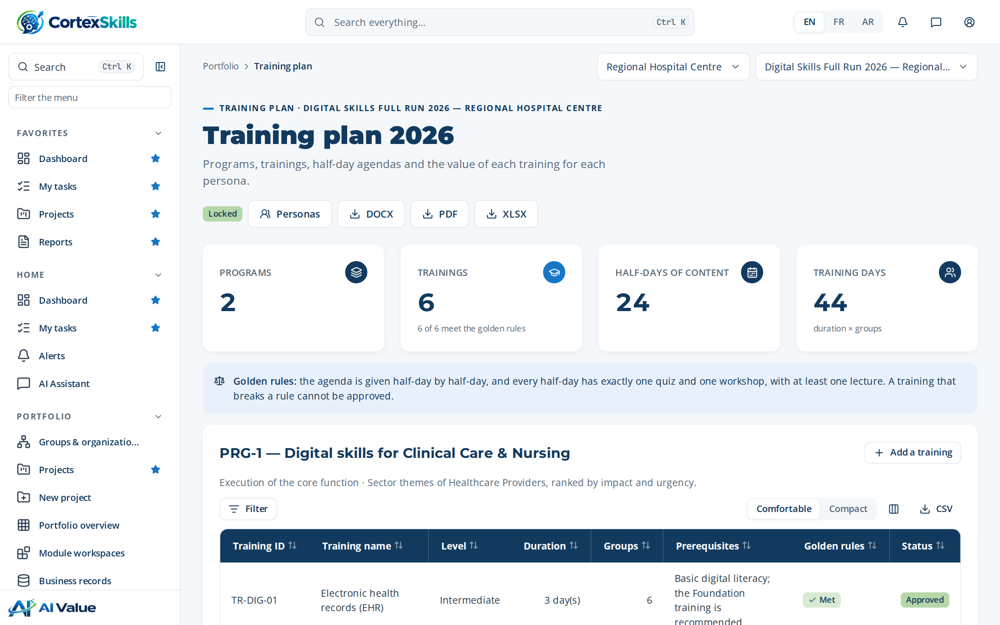 CortexSkills
Search everything...
Ctrl K
EN
FR
AR
Search
Ctrl K
Filter the menu
FAVORITES
Dashboard
My tasks
Projects
Reports
HOME
Dashboard
My tasks
Alerts
AI Assistant
PORTFOLIO
Groups & organizatio...
Projects
New project
Portfolio overview
Module workspaces
Business records
AI Value
Portfolio > Training plan
Regional Hospital Centre
Digital Skills Full Run 2026 — Regional...
TRAINING PLAN · DIGITAL SKILLS FULL RUN 2026 — REGIONAL HOSPITAL CENTRE
Training plan 2026
Programs, trainings, half-day agendas and the value of each training for each
persona.
Locked
Personas
DOCX
PDF
XLSX
PROGRAMS
2
TRAININGS
6
6 of 6 meet the golden rules
HALF-DAYS OF CONTENT
24
TRAINING DAYS
44
duration × groups
Golden rules: the agenda is given half-day by half-day, and every half-day has exactly one quiz and one workshop, with at least one lecture. A training that
breaks a rule cannot be approved.
PRG-1 — Digital skills for Clinical Care & Nursing
Add a training
Execution of the core function · Sector themes of Healthcare Providers, ranked by impact and urgency.
Filter
Comfortable
Compact
CSV
Training ID
Training name
Level
Duration
Groups
Prerequisites
Golden rules
Status
TR-DIG-01
Electronic health
records (EHR)
Intermediate
3 day(s)
6
Basic digital literacy;
the Foundation
training is
recommended
Met
Approved